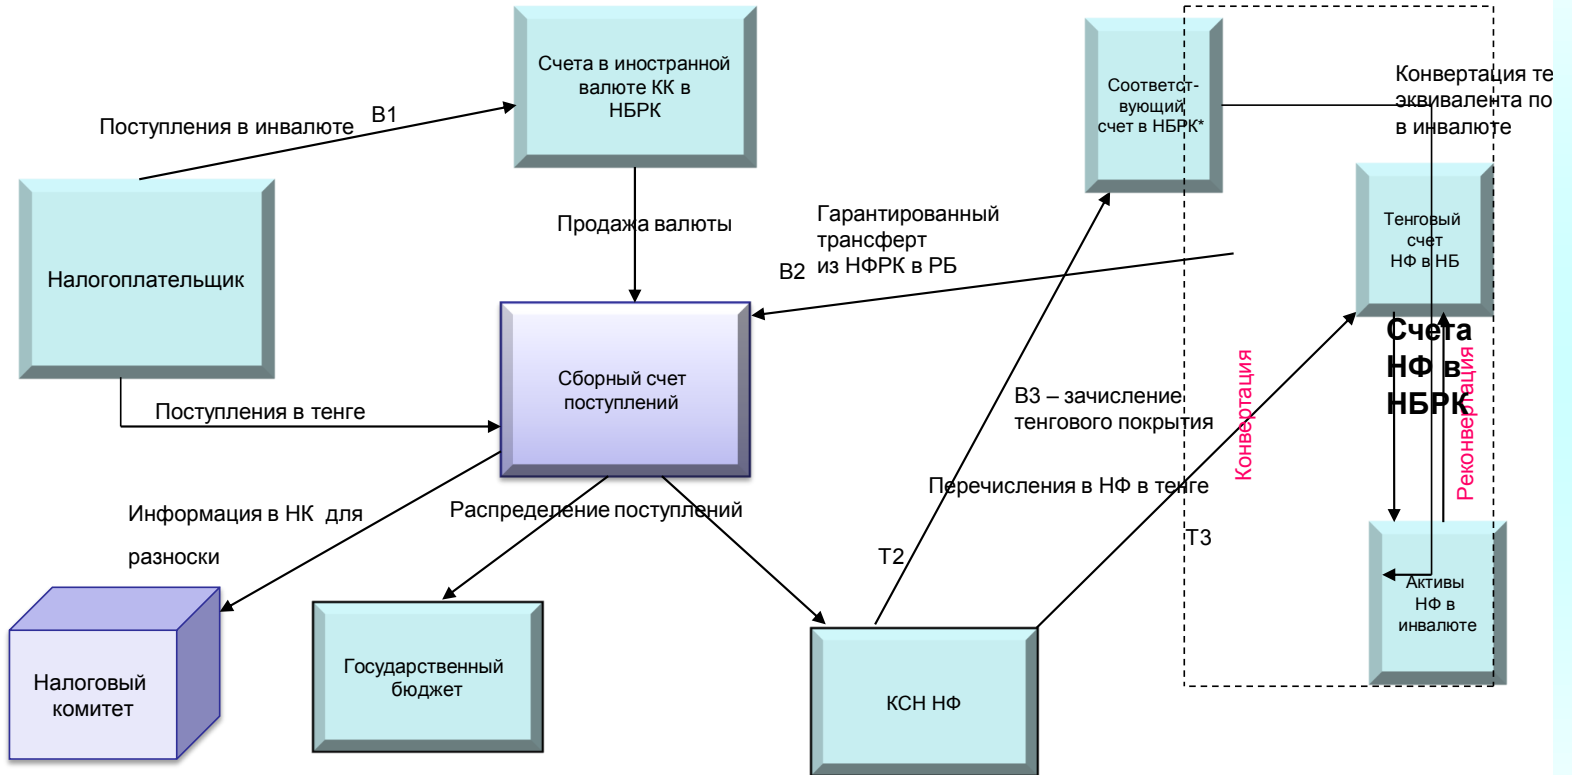 Счета в иностранной
валюте КК в
НБРК
Соответст-
вующий
счет в НБРК*
Конвертация те
эквивалента по
в инвалюте
Поступления в инвалюте
В1
Налогоплательщик
Продажа валюты
Гарантированный
трансферт
из НФРК в РБ
В2
Тенговый
счет
НФ в НБ
Счета
НФ в
НБРК
Сборный счет
поступлений
Поступления в тенге
В3 – зачисление
тенгового покрытия
Конвертация
Реконвертация
Перечисления в НФ в тенге
Информация в НК для
разноски
Распределение поступлений
Т2
Т3
Активы
НФ в
инвалюте
Налоговый
комитет
Государственный
бюджет
КСН НФ